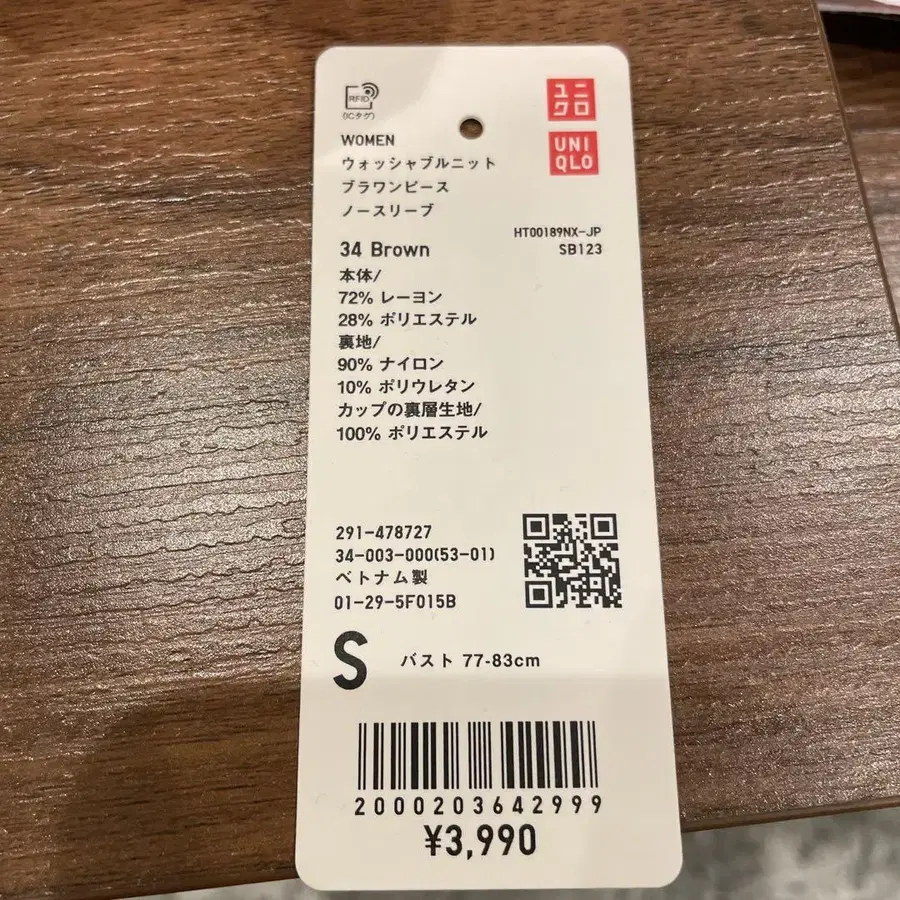 RFID
(ICタグ)
ユニ
クロ
UNI
QLO
WOMEN
ウォッシャブルニット
ブラワンピース
ノースリーブ
HT00189NX-JP
SB123
34 Brown
本体/
72% レーヨン
28% ポリエステル
裏地/
90% ナイロン
10% ポリウレタン
カップの裏層生地/
100% ポリエステル
291-478727
34-003-000(53-01)
ベトナム製
01-29-5F015B
S バスト 77-83cm
2000203642999
¥3,990